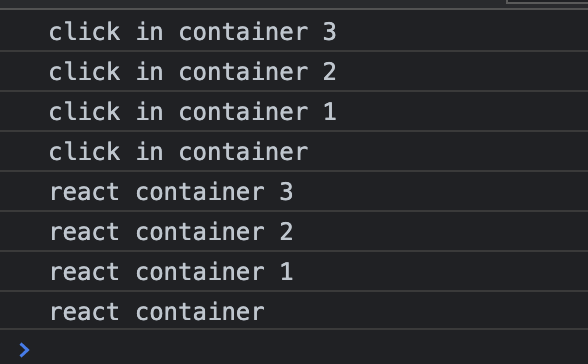 click in container 3
click in container 2
click in container 1
click in container
react container 3
react container 2
react container 1
react container